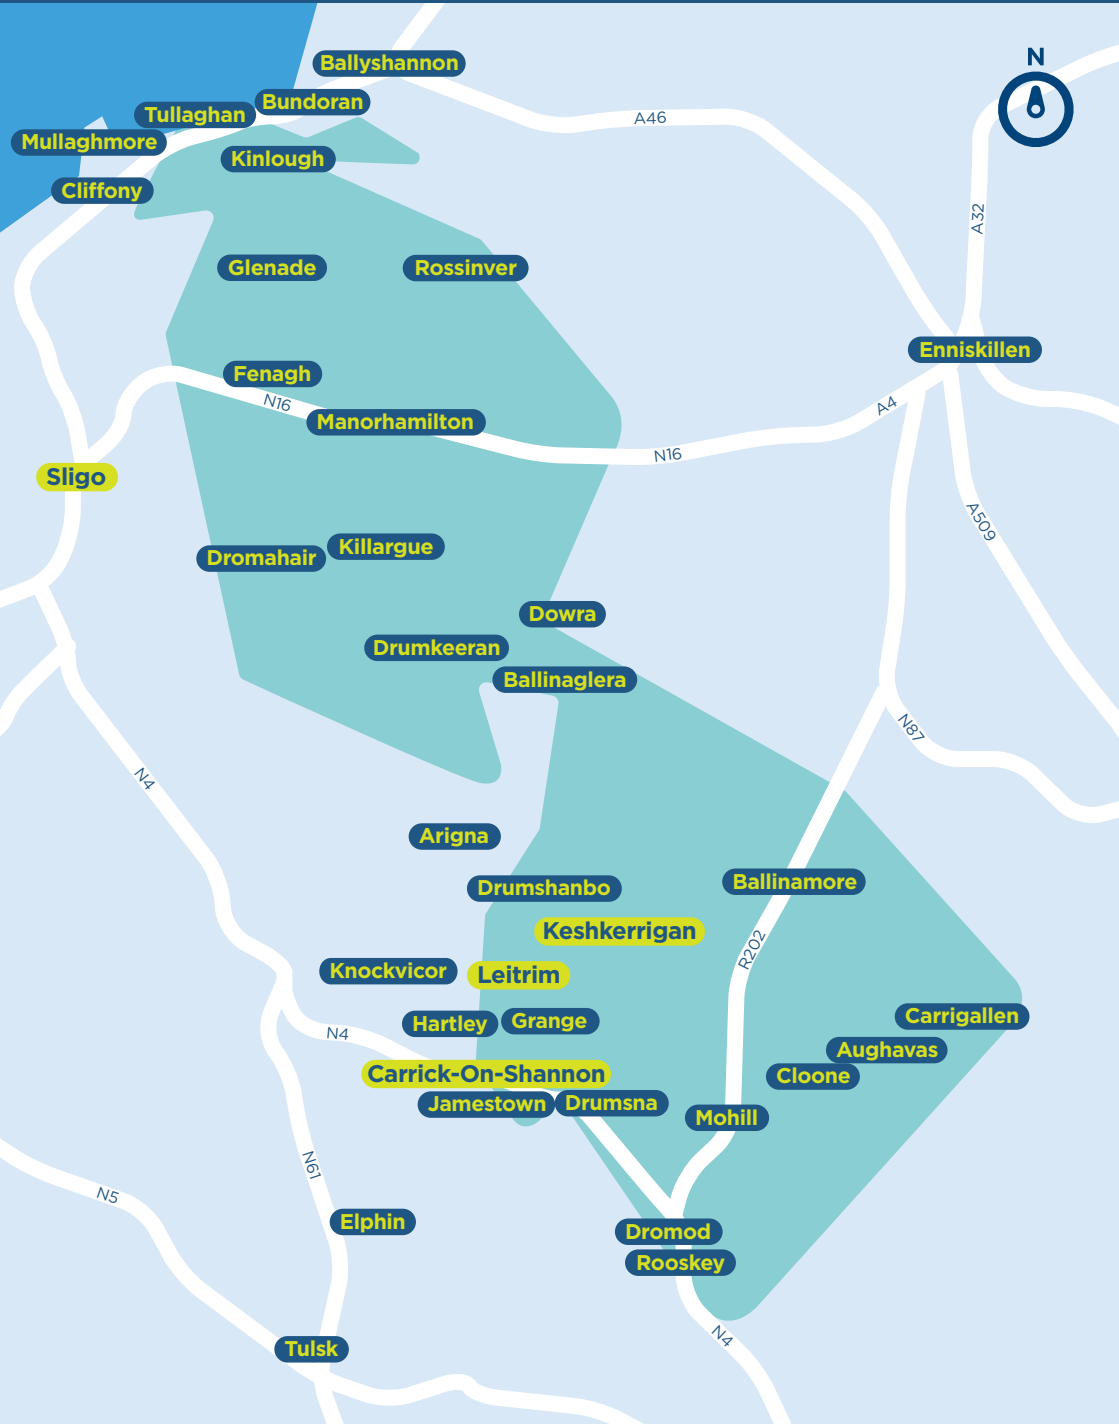 N
Ballyshannon
Bundoran
Tullaghan
A46
Mullaghmore
Kinlough
Cliffony
A32
Glenade
Rossinver
Enniskillen
Fenagh
N16
A4
Manorhamilton
N16
Sligo
A509
Killargue
Dromahair
Dowra
Drumkeeran
Ballinaglera
N87
N4
Arigna
Ballinamore
Drumshanbo
Keshkerrigan
R202
Knockvicor
Leitrim
Carrigallen
Hartley
Grange
N4
Aughavas
Carrick-On-Shannon
Cloone
Jamestown
Drumsna
Mohill
N61
N5
Elphin
Dromod
Rooskey
N4
Tulsk